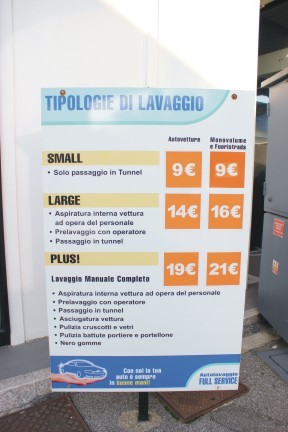 TIPOLOGIE DI LAVAGGIO
Autovetture
Monovolume
e Fuoristrada
SMALL
• Solo passaggio in Tunnel
9€
9€
LARGE
• Aspiratura interna vettura
ad opera del personale
• Prelavaggio con operatore
• Passaggio in tunnel
14€
16€
PLUS!
Lavaggio Manuale Completo
19€
21€
• Aspiratura interna vettura ad opera del personale
• Prelavaggio con operatore
• Passaggio in tunnel
• Asciugatura vettura
• Pulizia cruscotti e vetri
• Pulizia battute portiere e portellone
• Nero gomme
Con noi la tua
auto è sempre
in buone mani!
Autolavaggio
FULL SERVICE